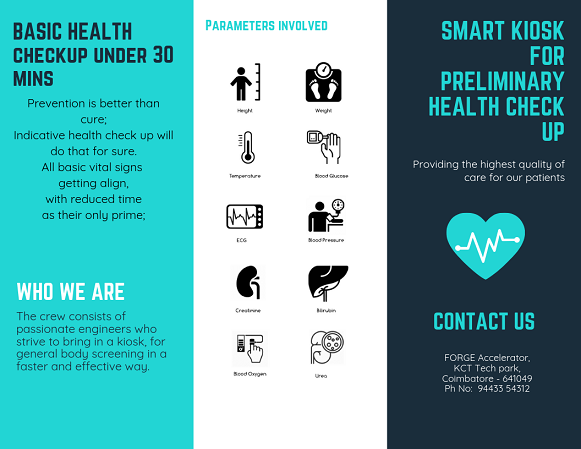 BASIC HEALTH
CHECKUP UNDER 30
MINS
Prevention is better than
cure;
Indicative health check up will
do that for sure.
All basic vital signs
getting align,
with reduced time
as their only prime;
WHO WE ARE
The crew consists of
passionate engineers who
strive to bring in a kiosk, for
general body screening in a
faster and effective way.
PARAMETERS INVOLVED
Height
Weight
Temperature
Blood Glucose
ECG
Blood Pressure
Creatinine
Bilirubin
Blood Oxygen
Urea
SMART KIOSK
FOR
PRELIMINARY
HEALTH CHECK
UP
Providing the highest quality of
care for our patients
CONTACT US
FORGE Accelerator,
KCT Tech park,
Coimbatore - 641049
Ph No: 94433 54312